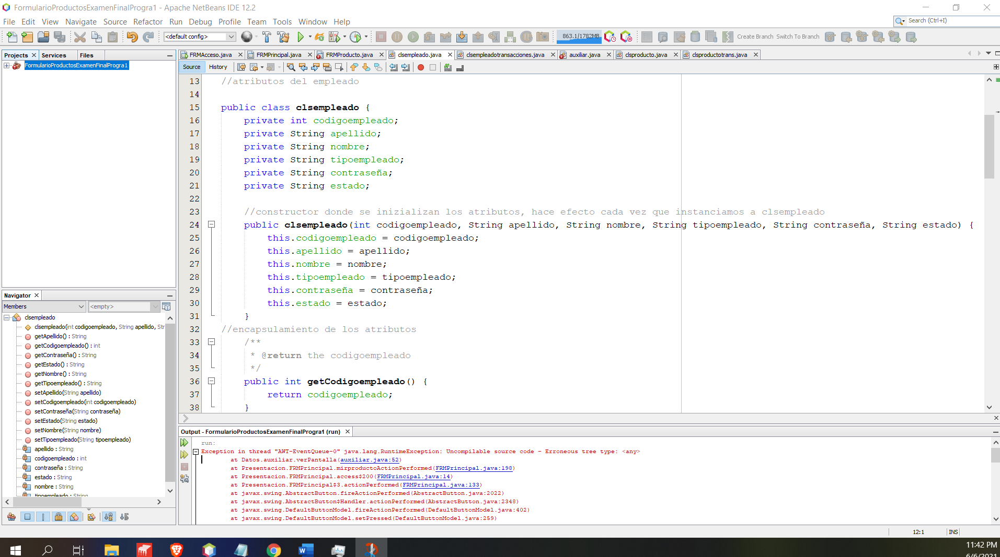 FormularioProductosExamenFinalProgra1 - Apache NetBeans IDE 12.2
File Edit View Navigate Source Refactor Run Debug Profile Team Tools Window Help
Search (Ctrl+I)
<default config>
863.1/1782MB
Create Branch Switch To Branch
Projects Services Files
FormularioProductosExamenFinalProgra1
FRMAcceso.java FRMPrincipal.java FRMProducto.java clsempleado.java clsempleadotransacciones.java auxiliar.java clsproducto.java clsproductotrans.java
Source History
13 //atributos del empleado
14
15 public class clsempleado {
16 private int codigoempleado;
17 private String apellido;
18 private String nombre;
19 private String tipoempleado;
20 private String contraseña;
21 private String estado;
22
23 //constructor donde se inizializan los atributos, hace efecto cada vez que instanciamos a clsempleado
24 public clsempleado(int codigoempleado, String apellido, String nombre, String tipoempleado, String contraseña, String estado) {
25 this.codigoempleado = codigoempleado;
26 this.apellido = apellido;
27 this.nombre = nombre;
28 this.tipoempleado = tipoempleado;
29 this.contraseña = contraseña;
30 this.estado = estado;
31 }
32 //encapsulamiento de los atributos
33 /**
34 * @return the codigoempleado
35 */
36 public int getCodigoempleado() {
37 return codigoempleado;
38 }
Navigator
Members <empty>
clsempleado
clsempleado(int codigoempleado, String apellido, Str
getApellido() : String
getCodigoempleado() : int
getContraseña() : String
getEstado() : String
getNombre() : String
getTipoempleado() : String
setApellido(String apellido)
setCodigoempleado(int codigoempleado)
setContraseña(String contraseña)
setEstado(String estado)
setNombre(String nombre)
setTipoempleado(String tipoempleado)
apellido : String
codigoempleado : int
contraseña : String
estado : String
nombre : String
tipoempleado : String
Output - FormularioProductosExamenFinalProgra1 (run)
run:
Exception in thread "AWT-EventQueue-0" java.lang.RuntimeException: Uncompilable source code - Erroneous tree type: <any>
at Datos.auxiliar.verPantalla(auxiliar.java:52)
at Presentacion.FRMPrincipal.mirproductoActionPerformed(FRMPrincipal.java:198)
at Presentacion.FRMPrincipal.access$200(FRMPrincipal.java:14)
at Presentacion.FRMPrincipal$3.actionPerformed(FRMPrincipal.java:133)
at javax.swing.AbstractButton.fireActionPerformed(AbstractButton.java:2022)
at javax.swing.AbstractButton$Handler.actionPerformed(AbstractButton.java:2348)
at javax.swing.DefaultButtonModel.fireActionPerformed(DefaultButtonModel.java:402)
at javax.swing.DefaultButtonModel.setPressed(DefaultButtonModel.java:259)
12:1 INS
11:42 PM
6/6/2021